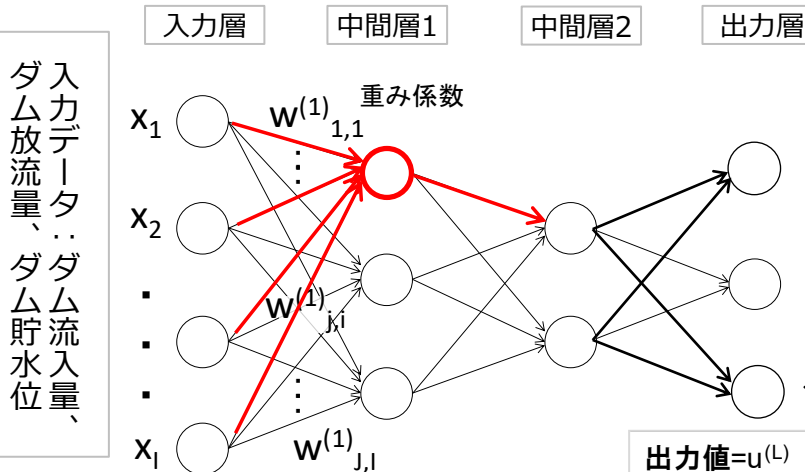 入力層
中間層1
中間層2
出力層
入力データ：ダム流入量、
ダム放流量、ダム貯水位
重み係数
x1
w(1)1,1
⋮
x2
w(1)j,i
⋮
xI
w(1)J,I
出力値=u(L)